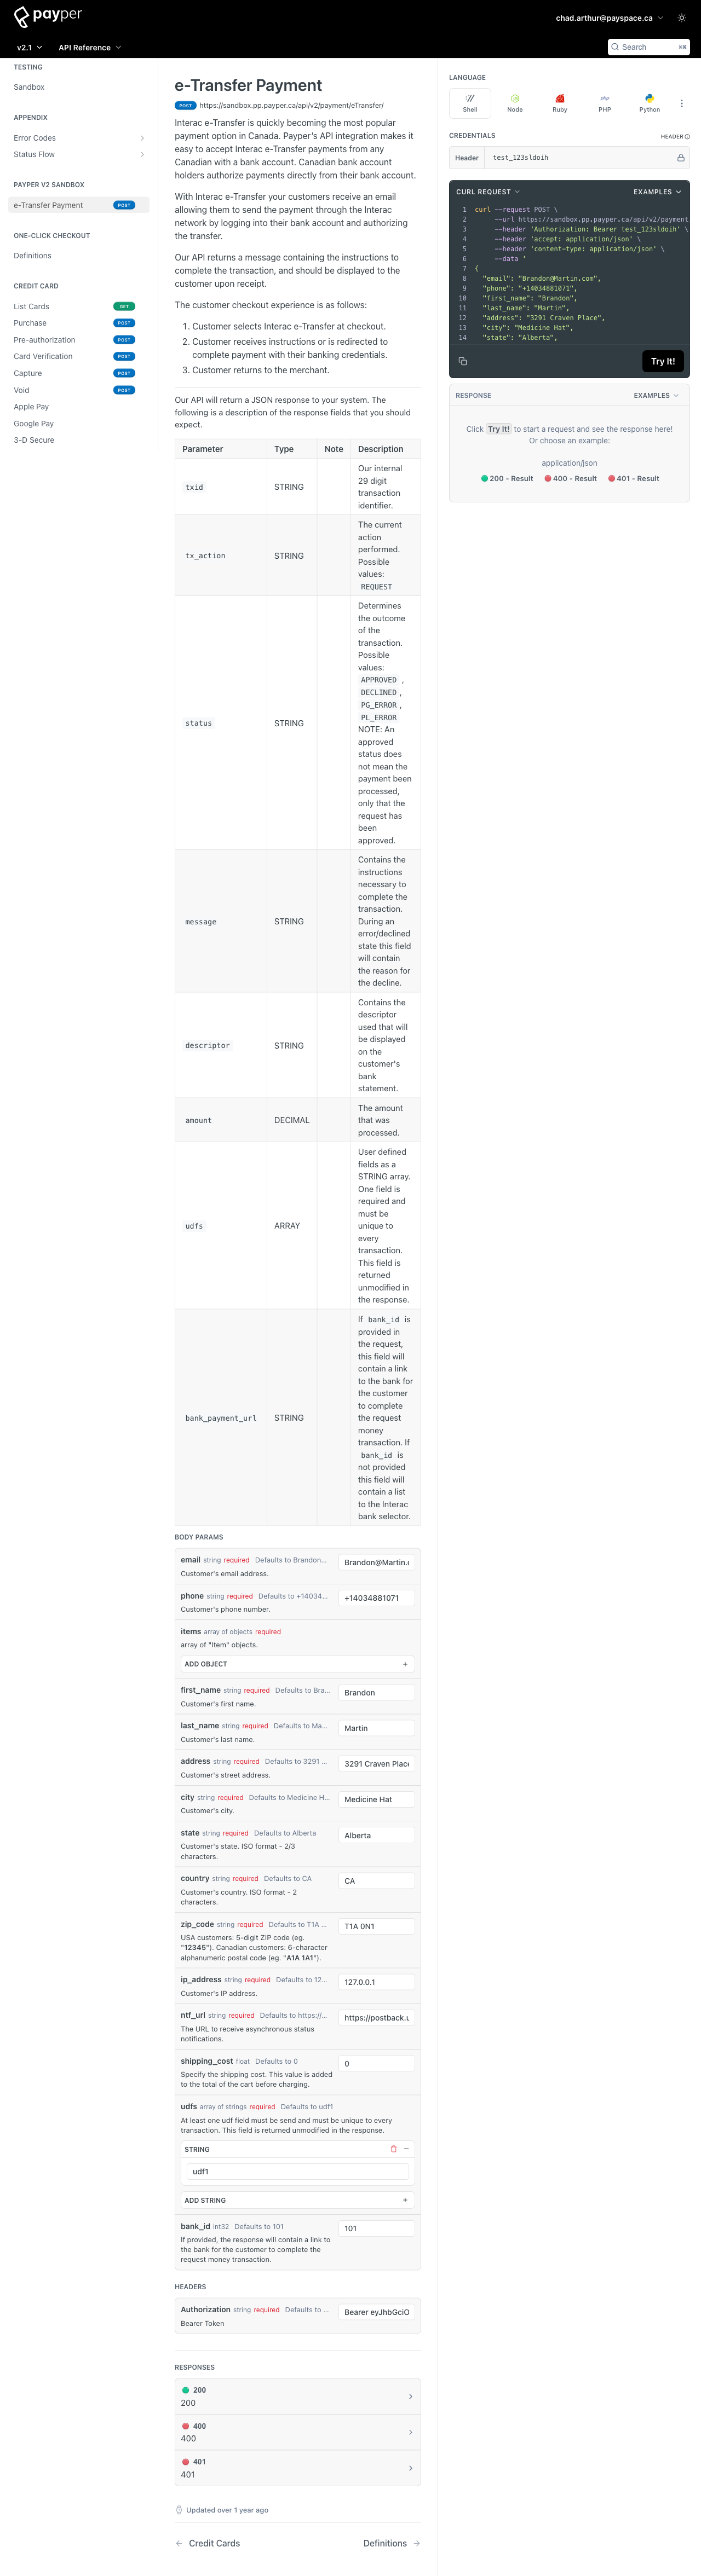 payper
chad.arthur@payspace.ca
v2.1
API Reference
Search
⌘K
TESTING
Sandbox
APPENDIX
Error Codes
Status Flow
PAYPER V2 SANDBOX
e-Transfer Payment POST
ONE-CLICK CHECKOUT
Definitions
CREDIT CARD
List Cards GET
Purchase POST
Pre-authorization POST
Card Verification POST
Capture POST
Void POST
Apple Pay
Google Pay
3-D Secure
e-Transfer Payment
POST https://sandbox.pp.payper.ca/api/v2/payment/eTransfer/
Interac e-Transfer is quickly becoming the most popular
payment option in Canada. Payper's API integration makes it
easy to accept Interac e-Transfer payments from any
Canadian with a bank account. Canadian bank account
holders authorize payments directly from their bank account.
With Interac e-Transfer your customers receive an email
allowing them to send the payment through the Interac
network by logging into their bank account and authorizing
the transfer.
Our API returns a message containing the instructions to
complete the transaction, and should be displayed to the
customer upon receipt.
The customer checkout experience is as follows:
1. Customer selects Interac e-Transfer at checkout.
2. Customer receives instructions or is redirected to
complete payment with their banking credentials.
3. Customer returns to the merchant.
Our API will return a JSON response to your system. The
following is a description of the response fields that you should
expect.
Parameter Type Note Description
txid STRING
Our internal
29 digit
transaction
identifier.
tx_action STRING
The current
action
performed.
Possible
values:
REQUEST
status STRING
Determines
the outcome
of the
transaction.
Possible
values:
APPROVED ,
DECLINED ,
PG_ERROR ,
PL_ERROR
NOTE: An
approved
status does
not mean the
payment been
processed,
only that the
request has
been
approved.
message STRING
Contains the
instructions
necessary to
complete the
transaction.
During an
error/declined
state this field
will contain
the reason for
the decline.
descriptor STRING
Contains the
descriptor
used that will
be displayed
on the
customer's
bank
statement.
amount DECIMAL
The amount
that was
processed.
udfs ARRAY
User defined
fields as a
STRING array.
One field is
required and
must be
unique to
every
transaction.
This field is
returned
unmodified in
the response.
bank_payment_url STRING
If bank_id is
provided in
the request,
this field will
contain a link
to the bank for
the customer
to complete
the request
money
transaction. If
bank_id is
not provided
this field will
contain a list
to the Interac
bank selector.
BODY PARAMS
email string required Defaults to Brandon…
Brandon@Martin.c
Customer's email address.
phone string required Defaults to +14034…
+14034881071
Customer's phone number.
items array of objects required
array of "Item" objects.
ADD OBJECT +
first_name string required Defaults to Bra…
Brandon
Customer's first name.
last_name string required Defaults to Ma…
Martin
Customer's last name.
address string required Defaults to 3291 …
3291 Craven Place
Customer's street address.
city string required Defaults to Medicine H…
Medicine Hat
Customer's city.
state string required Defaults to Alberta
Alberta
Customer's state. ISO format - 2/3
characters.
country string required Defaults to CA
CA
Customer's country. ISO format - 2
characters.
zip_code string required Defaults to T1A …
T1A 0N1
USA customers: 5-digit ZIP code (eg.
"12345"). Canadian customers: 6-character
alphanumeric postal code (eg. "A1A 1A1").
ip_address string required Defaults to 12…
127.0.0.1
Customer's IP address.
ntf_url string required Defaults to https://…
https://postback.u
The URL to receive asynchronous status
notifications.
shipping_cost float Defaults to 0
0
Specify the shipping cost. This value is added
to the total of the cart before charging.
udfs array of strings required Defaults to udf1
At least one udf field must be send and must be unique to every
transaction. This field is returned unmodified in the response.
STRING
udf1
ADD STRING +
bank_id int32 Defaults to 101
101
If provided, the response will contain a link to
the bank for the customer to complete the
request money transaction.
HEADERS
Authorization string required Defaults to …
Bearer eyJhbGciO
Bearer Token
RESPONSES
200
200
400
400
401
401
Updated over 1 year ago
← Credit Cards
Definitions →
LANGUAGE
Shell Node Ruby PHP Python
CREDENTIALS
HEADER
Header test_123sldoih
CURL REQUEST
EXAMPLES
1 curl --request POST \
2 --url https://sandbox.pp.payper.ca/api/v2/payment
3 --header 'Authorization: Bearer test_123sldoih' \
4 --header 'accept: application/json' \
5 --header 'content-type: application/json' \
6 --data '
7 {
8 "email": "Brandon@Martin.com",
9 "phone": "+14034881071",
10 "first_name": "Brandon",
11 "last_name": "Martin",
12 "address": "3291 Craven Place",
13 "city": "Medicine Hat",
14 "state": "Alberta",
Try It!
RESPONSE
EXAMPLES
Click Try It! to start a request and see the response here!
Or choose an example:
application/json
200 - Result 400 - Result 401 - Result